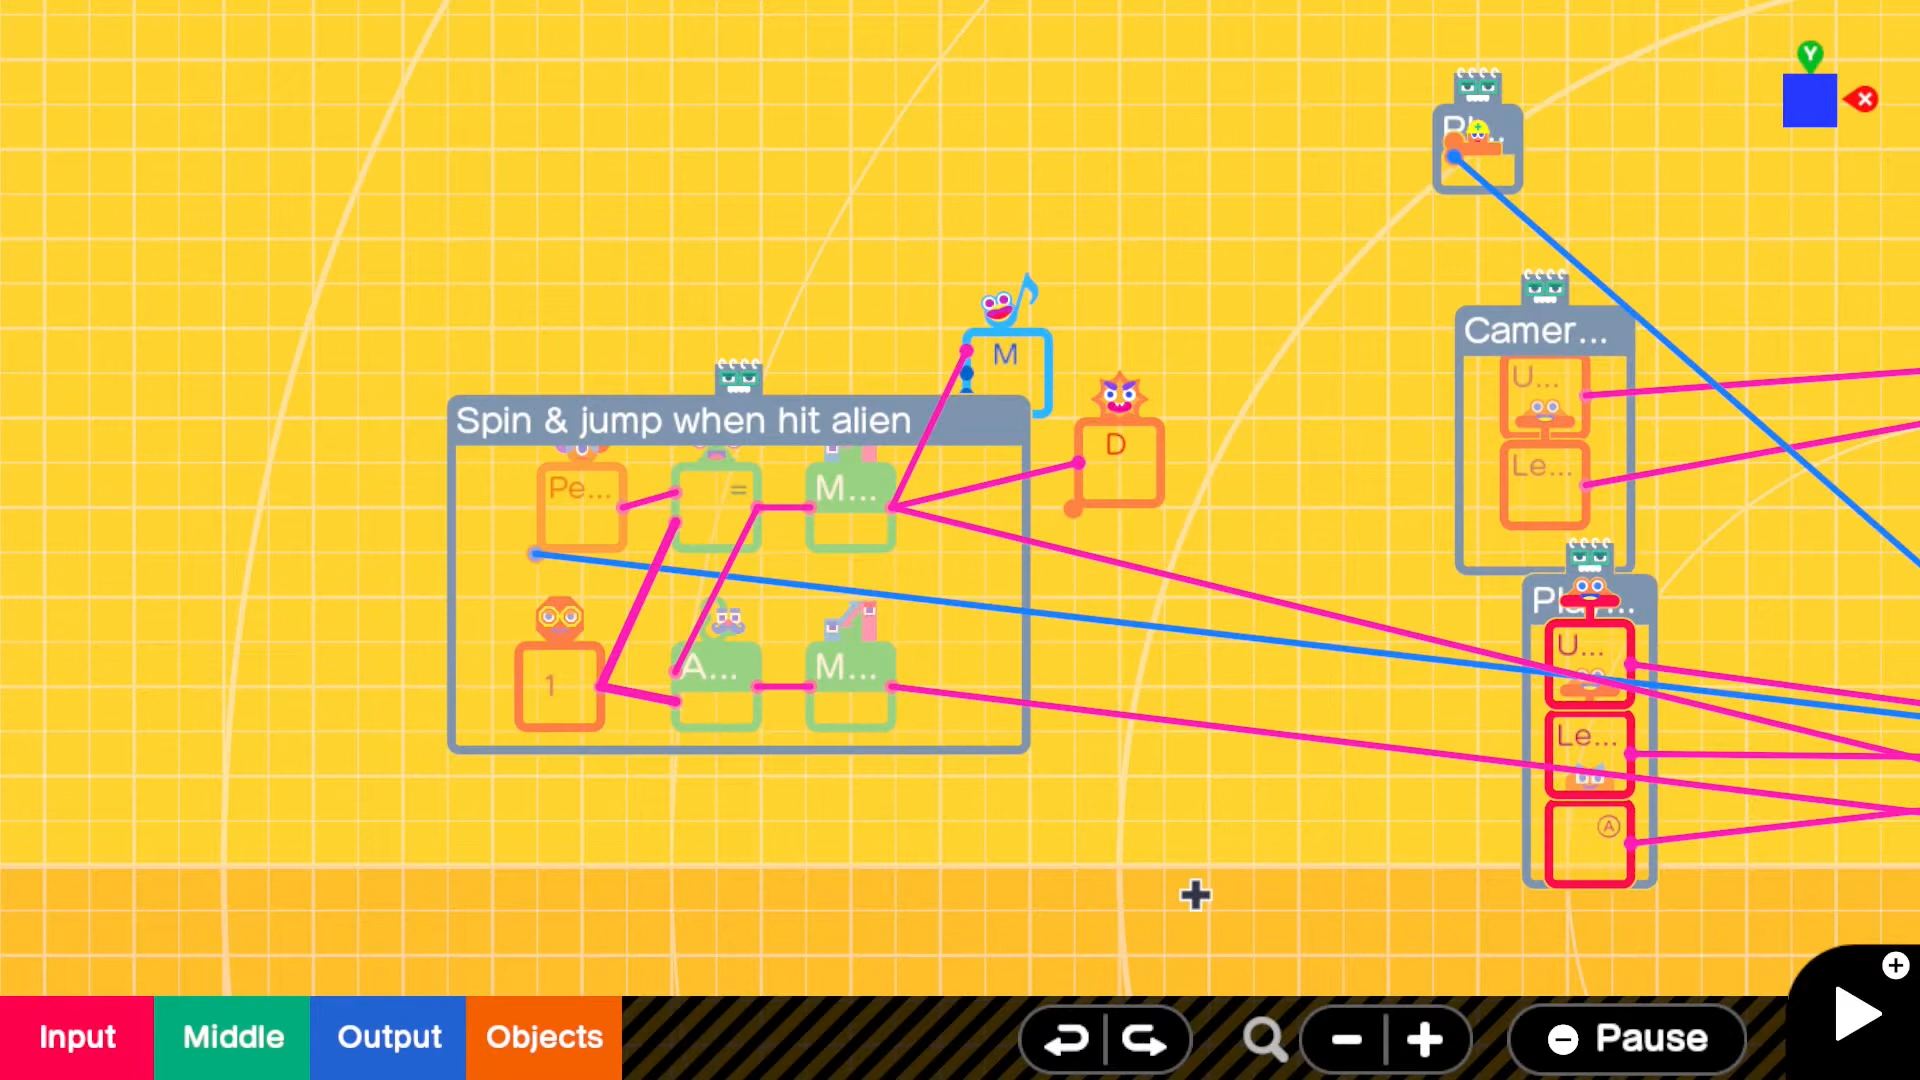 Y
X
Camer...
M
D
Spin & jump when hit alien
U...
Le...
Pe...
=
M...
1
A...
M...
U...
Le...
A
Input
Middle
Output
Objects
Pause